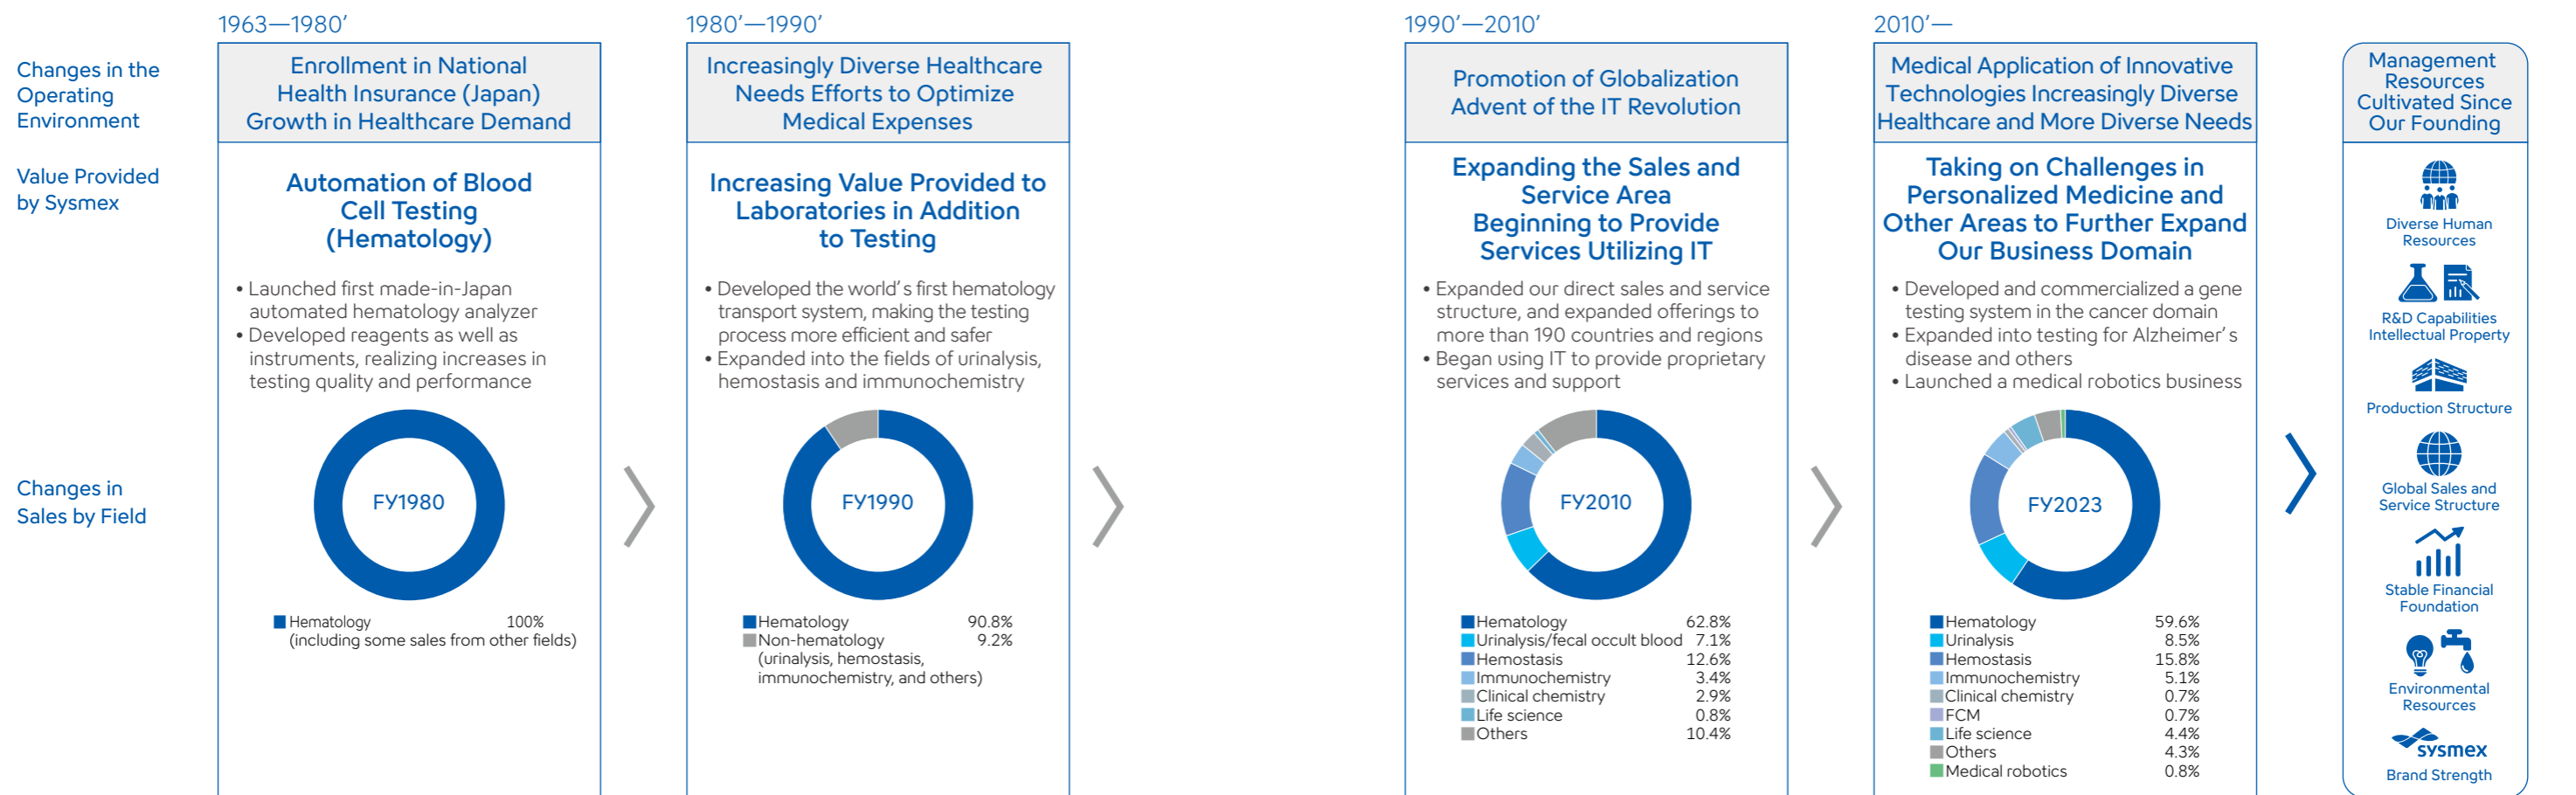 Changes in the
Operating
Environment
Value Provided
by Sysmex
Changes in
Sales by Field
1963—1980’
Enrollment in National
Health Insurance (Japan)
Growth in Healthcare Demand
Automation of Blood
Cell Testing
(Hematology)
• Launched first made-in-Japan
automated hematology analyzer
• Developed reagents as well as
instruments, realizing increases in
testing quality and performance
FY1980
Hematology 100%
(including some sales from other fields)
1980’—1990’
Increasingly Diverse Healthcare
Needs Efforts to Optimize
Medical Expenses
Increasing Value Provided to
Laboratories in Addition
to Testing
• Developed the world’s first hematology
transport system, making the testing
process more efficient and safer
• Expanded into the fields of urinalysis,
hemostasis and immunochemistry
FY1990
Hematology 90.8%
Non-hematology 9.2%
(urinalysis, hemostasis,
immunochemistry, and others)
1990’—2010’
Promotion of Globalization
Advent of the IT Revolution
Expanding the Sales and
Service Area
Beginning to Provide
Services Utilizing IT
• Expanded our direct sales and service
structure, and expanded offerings to
more than 190 countries and regions
• Began using IT to provide proprietary
services and support
FY2010
Hematology 62.8%
Urinalysis/fecal occult blood 7.1%
Hemostasis 12.6%
Immunochemistry 3.4%
Clinical chemistry 2.9%
Life science 0.8%
Others 10.4%
2010’—
Medical Application of Innovative
Technologies Increasingly Diverse
Healthcare and More Diverse Needs
Taking on Challenges in
Personalized Medicine and
Other Areas to Further Expand
Our Business Domain
• Developed and commercialized a gene
testing system in the cancer domain
• Expanded into testing for Alzheimer’s
disease and others
• Launched a medical robotics business
FY2023
Hematology 59.6%
Urinalysis 8.5%
Hemostasis 15.8%
Immunochemistry 5.1%
Clinical chemistry 0.7%
FCM 0.7%
Life science 4.4%
Others 4.3%
Medical robotics 0.8%
Management
Resources
Cultivated Since
Our Founding
Diverse Human
Resources
R&D Capabilities
Intellectual Property
Production Structure
Global Sales and
Service Structure
Stable Financial
Foundation
Environmental
Resources
sysmex
Brand Strength